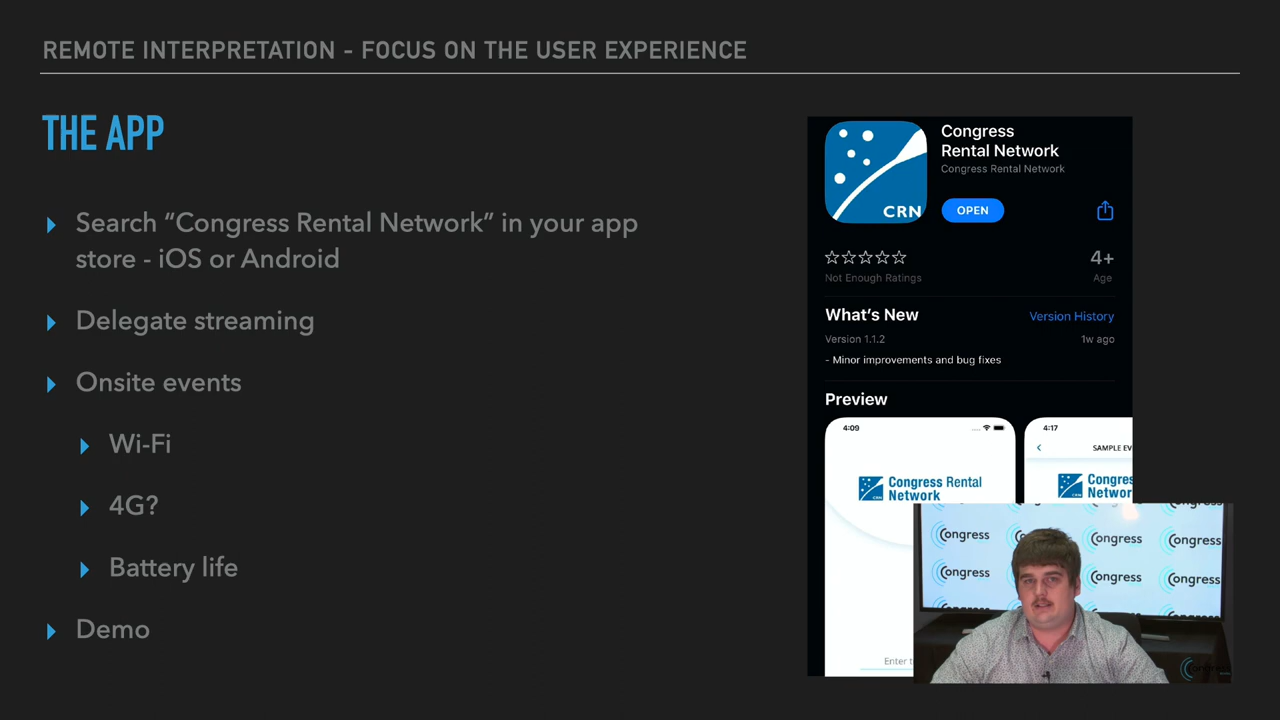 REMOTE INTERPRETATION - FOCUS ON THE USER EXPERIENCE
THE APP
Search “Congress Rental Network” in your app
store - iOS or Android
Delegate streaming
Onsite events
Wi-Fi
4G?
Battery life
Demo
Congress
Rental Network
Congress Rental Network
CRN
OPEN
4+
Not Enough Ratings
Age
What’s New
Version History
Version 1.1.2
1w ago
- Minor improvements and bug fixes
Preview
4:09
4:17
SAMPLE EV
Congress Rental
Network
CRN
Congres
Networ
CRN
Enter t
Congress
Congress
Congress
Congress
Congress
Congress